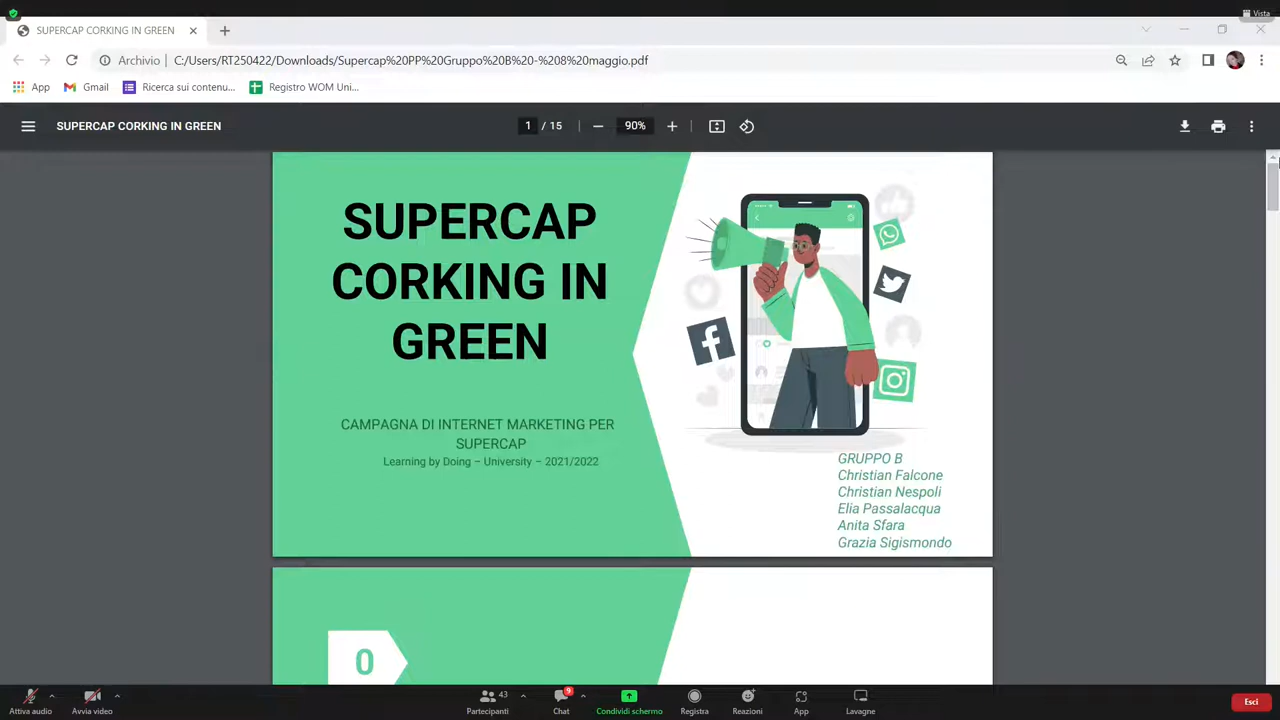 Vista
SUPERCAP CORKING IN GREEN
Archivio
C:/Users/RT250422/Downloads/Supercap%20PP%20Gruppo%20B%20-%208%20maggio.pdf
App
Gmail
Ricerca sui contenu...
Registro WOM Uni...
SUPERCAP CORKING IN GREEN
1 / 15
90%
SUPERCAP
CORKING IN
GREEN
CAMPAGNA DI INTERNET MARKETING PER
SUPERCAP
Learning by Doing – University – 2021/2022
GRUPPO B
Christian Falcone
Christian Nespoli
Elia Passalacqua
Anita Sfara
Grazia Sigismondo
0
Attiva audio
Avvia video
Partecipanti
43
Chat
9
Condividi schermo
Registra
Reazioni
App
Lavagne
Esci